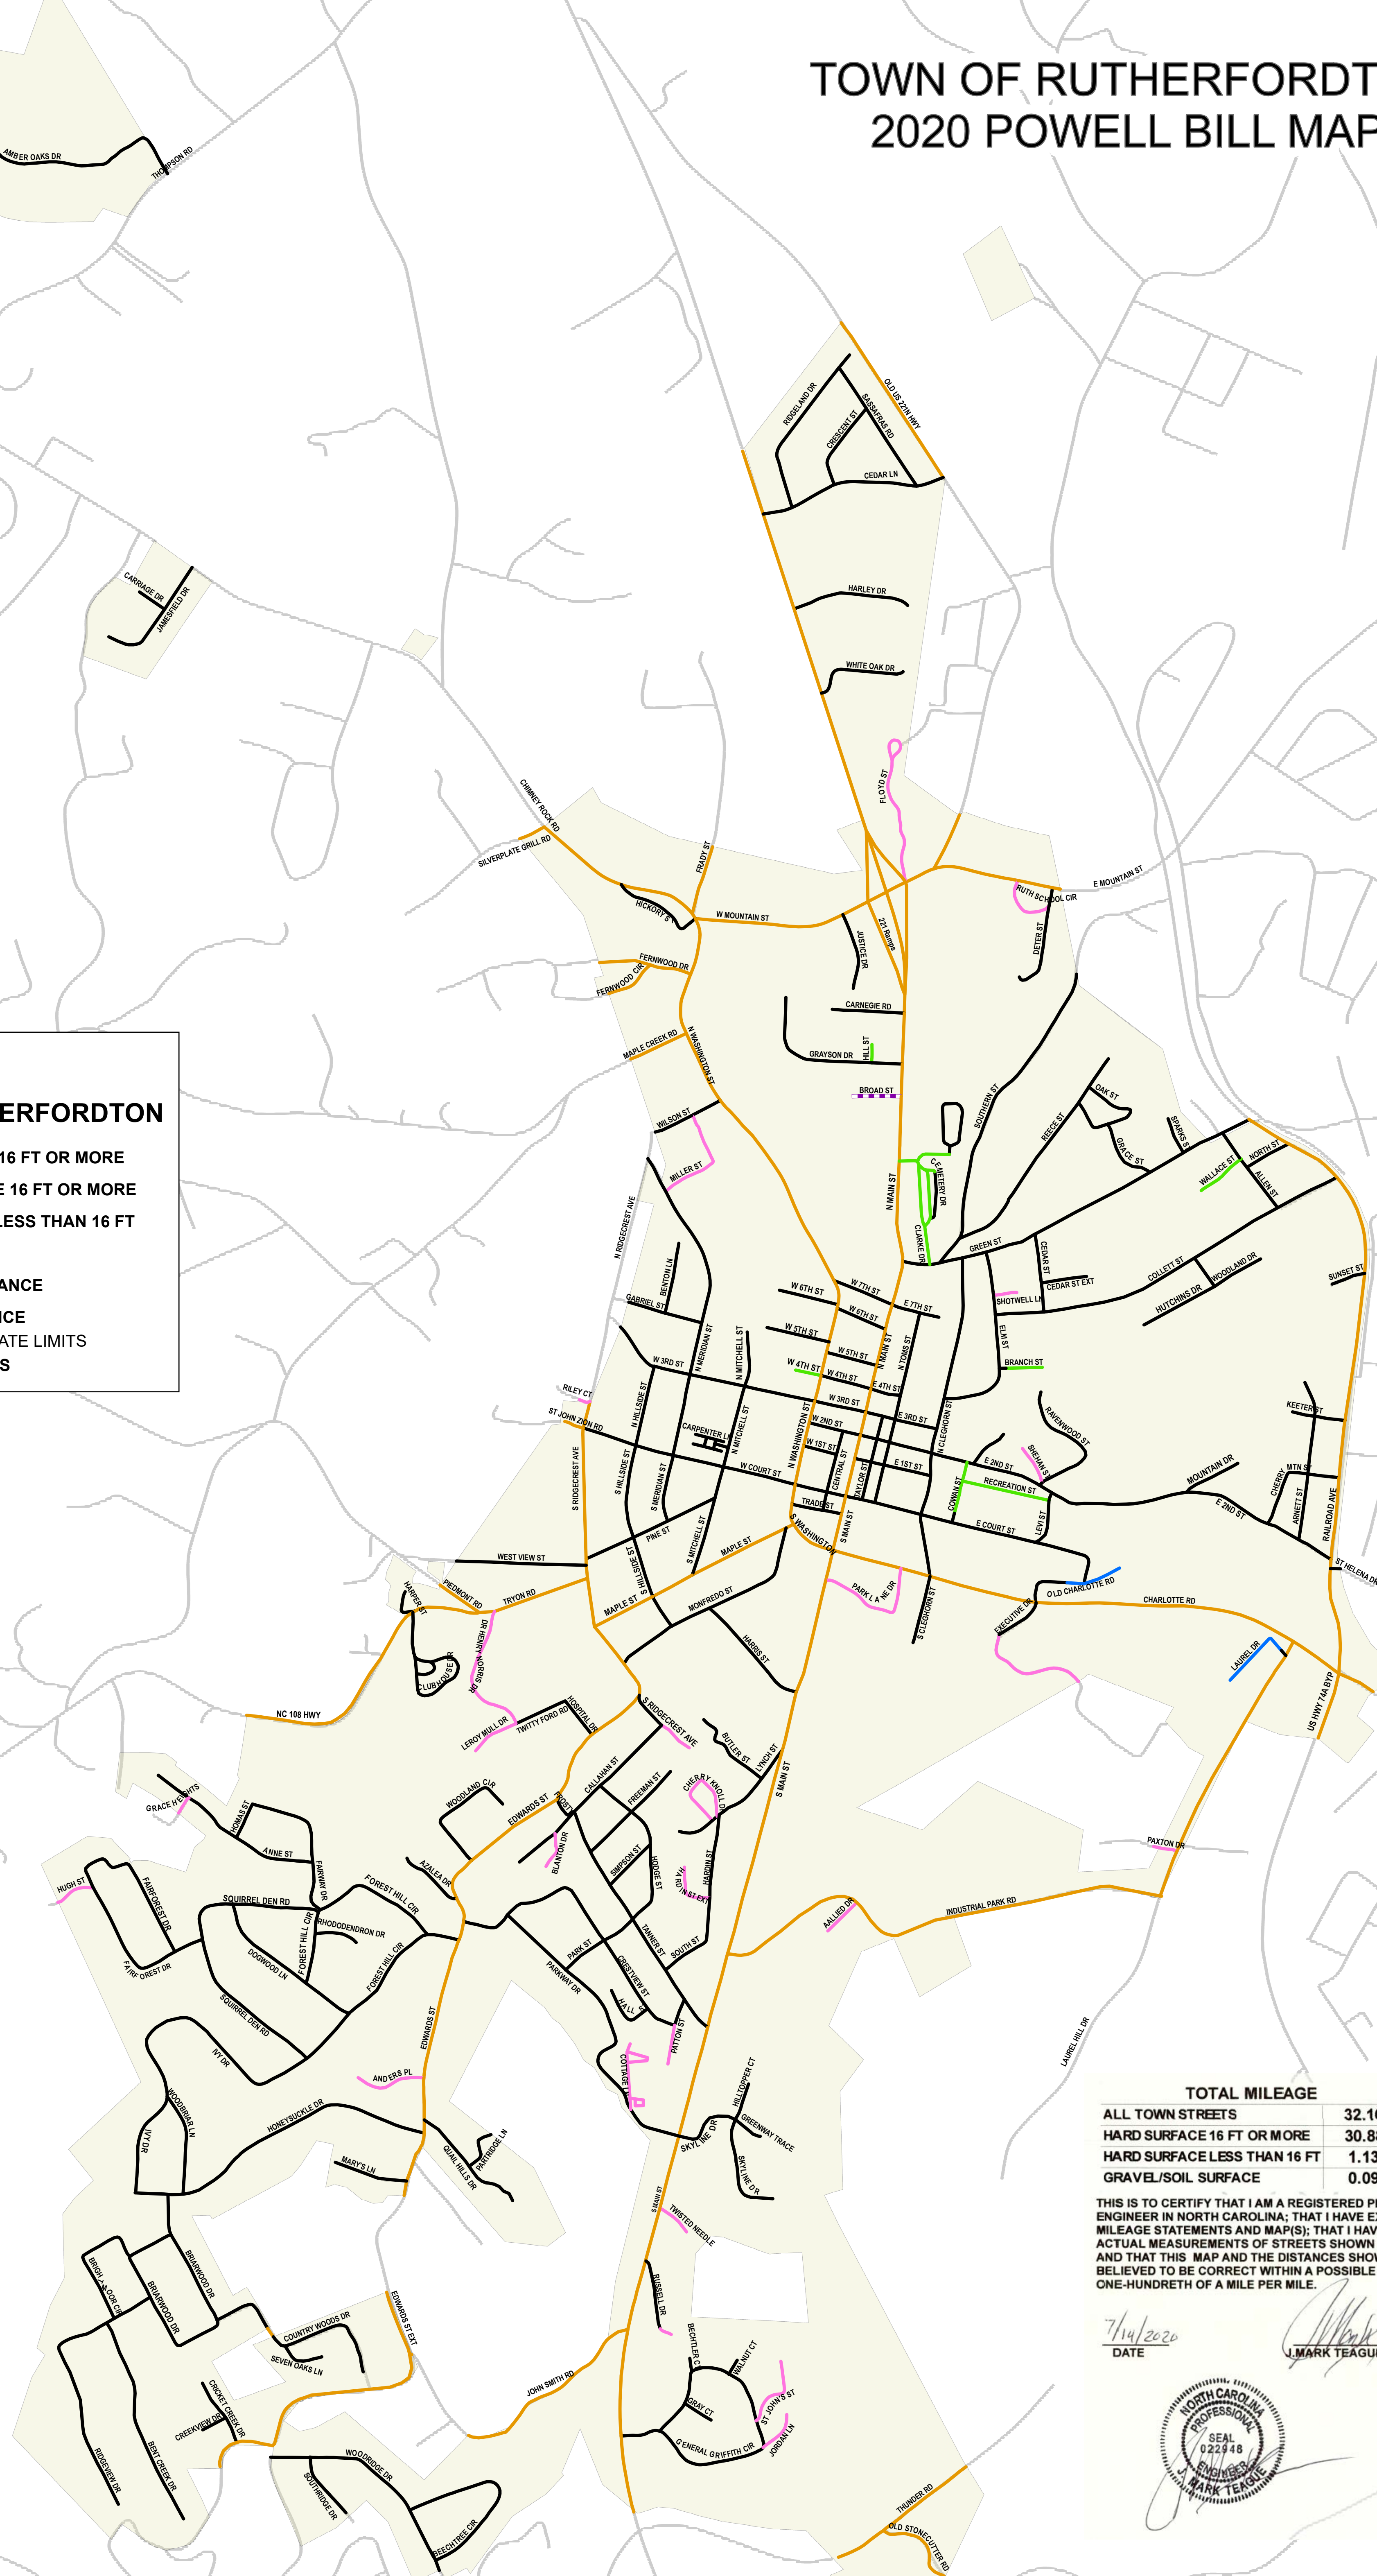 TOWN OF RUTHERFORDT
2020 POWELL BILL MAP
AMBER OAKS DR
THOMPSON RD
OLD US 221N HWY
RIDGELAND DR
SASSAFRAS RD
CRESCENT ST
CEDAR LN
CARRIAGE DR
JAMESFIELD DR
HARLEY DR
WHITE OAK DR
FLOYD ST
CHIMNEY ROCK RD
SILVERPLATE GRILL RD
FRADY ST
E MOUNTAIN ST
RUTH SCHOOL CIR
HICKORY ST
W MOUNTAIN ST
221 Ramps
JUSTICE DR
DETER ST
FERNWOOD DR
FERNWOOD CIR
CARNEGIE RD
MAPLE CREEK RD
N WASHINGTON ST
GRAYSON DR
HILL ST
BROAD ST
SOUTHERN ST
OAK ST
REECE ST
GRACE ST
SPARKS ST
WILSON ST
MILLER ST
N MAIN ST
CEMETERY DR
CLARKE DR
WALLACE ST
NORTH ST
ALLEN ST
ERFORDTON
16 FT OR MORE
E 16 FT OR MORE
LESS THAN 16 FT
ANCE
ICE
ATE LIMITS
S
N RIDGECREST AVE
GREEN ST
CEDAR ST
CEDAR ST EXT
COLLETT ST
WOODLAND DR
HUTCHINS DR
SUNSET ST
BENTON LN
GABRIEL ST
W 6TH ST
W 7TH ST
W 6TH ST
E 7TH ST
SHOTWELL LN
N MERIDIAN ST
N MITCHELL ST
W 5TH ST
W 5TH ST
N MAIN ST
N TOMS ST
ELM ST
BRANCH ST
W 3RD ST
W 4TH ST
W 4TH ST
E 4TH ST
RILEY CT
ST JOHN ZION RD
N HILLSIDE ST
W 3RD ST
E 3RD ST
N CLEGHORN ST
RAVENWOOD ST
KEETER ST
CARPENTER L
N MITCHELL ST
N WASHINGTON ST
W 2ND ST
W 1ST ST
CENTRAL ST
TAYLOR ST
E 1ST ST
E 2ND ST
SHEHAN ST
MOUNTAIN DR
CHERRY
MTN ST
S RIDGECREST AVE
S HILLSIDE ST
S MERIDIAN ST
W COURT ST
TRADE ST
COWAN ST
RECREATION ST
LEVI ST
E 2ND ST
ARNETT ST
RAILROAD AVE
PINE ST
S MITCHELL ST
MAPLE ST
S WASHINGTON
S MAIN ST
E COURT ST
WEST VIEW ST
S HILLSIDE ST
PARK LANE DR
S CLEGHORN ST
OLD CHARLOTTE RD
CHARLOTTE RD
ST HELENA DR
HARPER ST
PIEDMONT RD
TRYON RD
MAPLE ST
MONFREDO ST
EXECUTIVE DR
DR HENRY NORRIS DR
HARRIS ST
LAUREL DR
CLUBHOUSE DR
NC 108 HWY
LEROY MULL DR
TWITTY FORD RD
HOSPITAL DR
S RIDGECREST AVE
BUTLER ST
LYNCH ST
S MAIN ST
US HWY 74A BYP
GRACE HEIGHTS
THOMAS ST
WOODLAND CIR
EDWARDS ST
FROSTY
CALLAHAN ST
FREEMAN ST
CHERRY KNOLL D
PAXTON DR
ANNE ST
FAIRWAY DR
AZALEA DR
BLANTON DR
SIMPSON ST
HODGE ST
HARDIN ST EXT
HARDIN ST
HUGH ST
FAIRFOREST DR
SQUIRREL DEN RD
FOREST HILL CIR
RHODODENDRON DR
FOREST HILL CIR
FOREST HILL CIR
DOGWOOD LN
FAIRFOREST DR
SQUIRREL DEN RD
PARKWAY DR
PARK ST
TANNER ST
SOUTH ST
AALLIED DR
INDUSTRIAL PARK RD
CRESTVIEW ST
HALL S
PATTON ST
EDWARDS ST
IVY DR
ANDERS PL
COTTAGE L
LAUREL HILL DR
WOODBRIAR LN
IVY DR
HONEYSUCKLE DR
QUAIL HILLS DR
PARTRIDGE LN
MARY'S LN
SKYLINE DR
HILLTOPPER CT
GREENWAY TRACE
SKYLINE DR
S MAIN ST
TWISTED NEEDLE
TOTAL MILEAGE
ALL TOWN STREETS 32.1
HARD SURFACE 16 FT OR MORE 30.8
HARD SURFACE LESS THAN 16 FT 1.13
GRAVEL/SOIL SURFACE 0.09
THIS IS TO CERTIFY THAT I AM A REGISTERED P
ENGINEER IN NORTH CAROLINA; THAT I HAVE E
MILEAGE STATEMENTS AND MAP(S); THAT I HAV
ACTUAL MEASUREMENTS OF STREETS SHOWN
AND THAT THIS MAP AND THE DISTANCES SHO
BELIEVED TO BE CORRECT WITHIN A POSSIBLE
ONE-HUNDRETH OF A MILE PER MILE.
7/14/2020
DATE
J.MARK TEAGU
BRIARWOOD DR
BRIARWOOD DR
RUSSELL DR
EDWARDS ST EXT
COUNTRY WOODS DR
SEVEN OAKS LN
JOHN SMITH RD
BECHTLER CT
WALNUT CT
GRAY CT
ST JOHN'S ST
JORDAN LN
GENERAL GRIFFITH CIR
CRICKET CREEK DR
CREEKVIEW DR
RIDGEVIEW DR
BENT CREEK DR
WOODRIDGE DR
SOUTHRIDGE DR
BEECHTREE CIR
THUNDER RD
OLD STONECUTTER RD
NORTH CAROLINA
PROFESSIONAL
SEAL
022948
ENGINEER
J. MARK TEAGUE